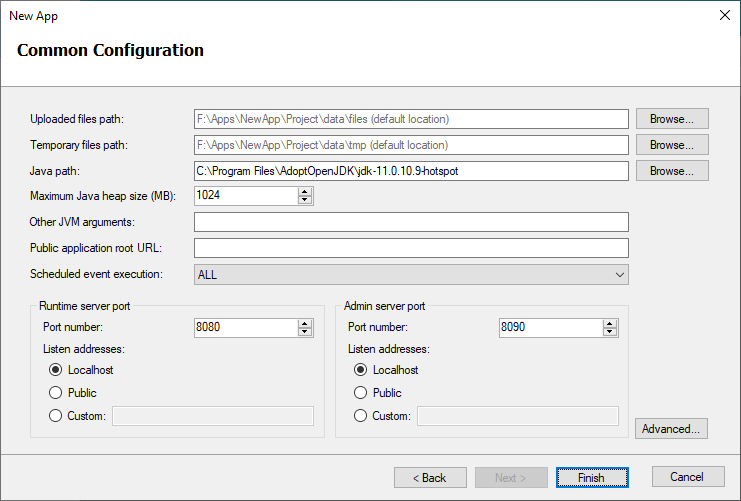 New App
Common Configuration
Uploaded files path: F:\Apps\NewApp\Project\data\files (default location) Browse...
Temporary files path: F:\Apps\NewApp\Project\data\tmp (default location) Browse...
Java path: C:\Program Files\AdoptOpenJDK\jdk-11.0.10.9-hotspot Browse...
Maximum Java heap size (MB): 1024
Other JVM arguments:
Public application root URL:
Scheduled event execution: ALL
Runtime server port Admin server port
Port number: 8080 Port number: 8090
Listen addresses: Listen addresses:
Localhost Localhost
Public Public
Custom: Custom:
Advanced...
< Back Next > Finish Cancel